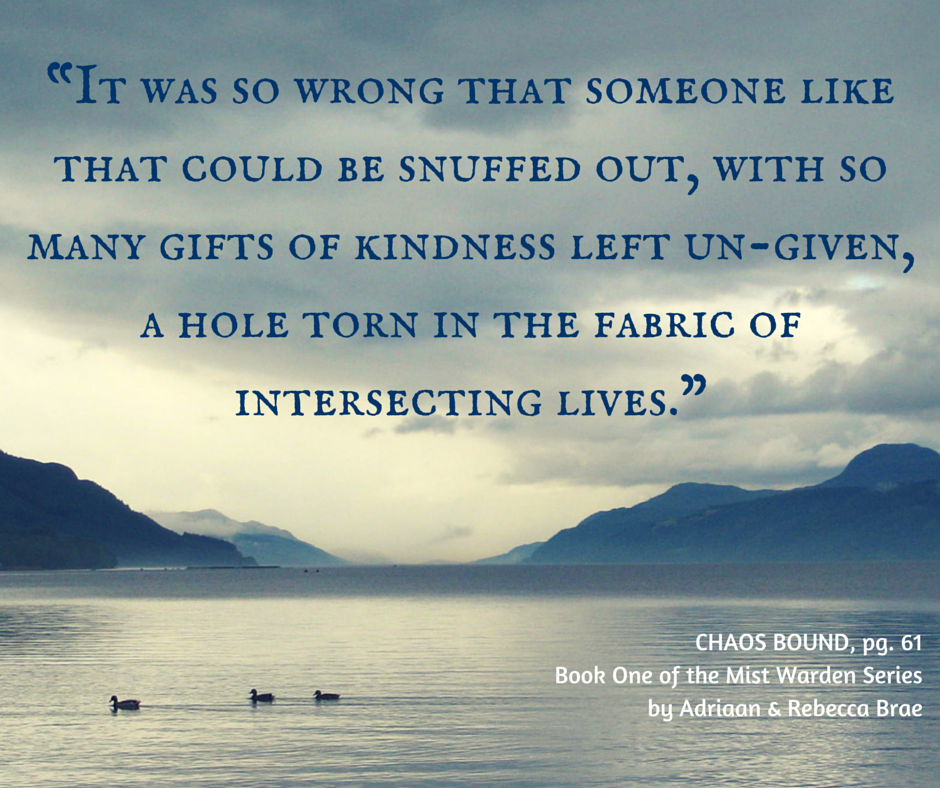 “It was so wrong that someone like
that could be snuffed out, with so
many gifts of kindness left un-given,
a hole torn in the fabric of
intersecting lives.”
CHAOS BOUND, pg. 61
Book One of the Mist Warden Series
by Adriaan & Rebecca Brae